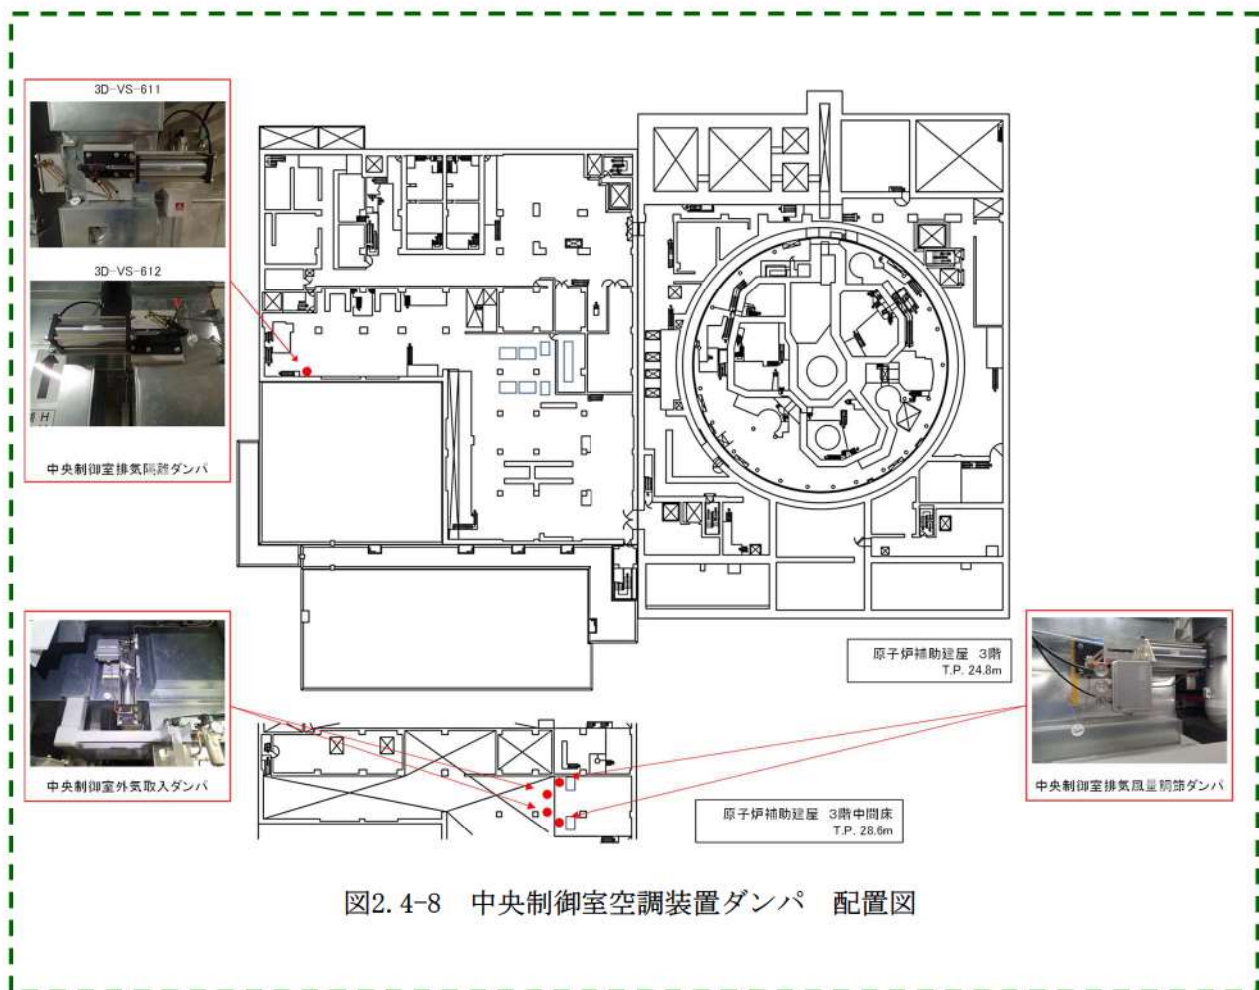 3D-VS-611
3D-VS-612
中央制御室排気隔離ダンパ
中央制御室外気取入ダンパ
原子炉補助建屋 3階
T.P. 24.8m
中央制御室排気風量調節ダンパ
原子炉補助建屋 3階中間床
T.P. 28.6m
図2.4-8 中央制御室空調装置ダンパ 配置図